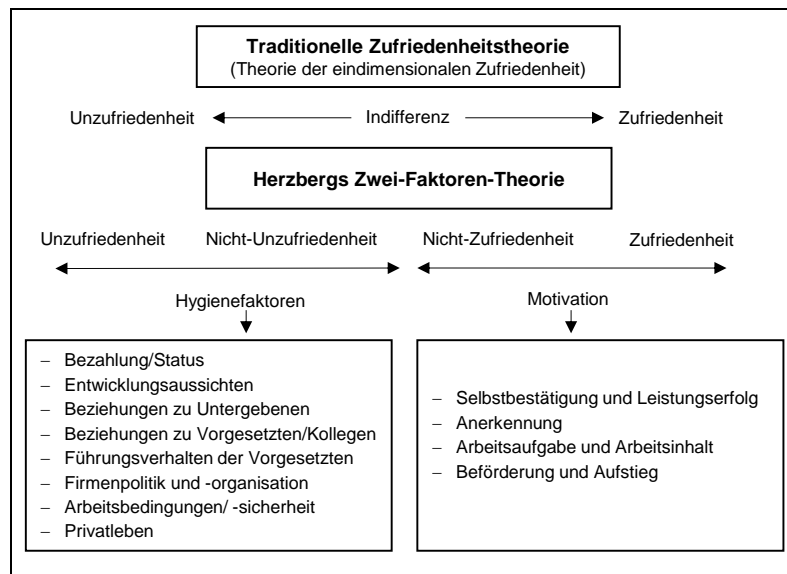 Traditionelle Zufriedenheitstheorie
(Theorie der eindimensionalen Zufriedenheit)
Unzufriedenheit Indifferenz Zufriedenheit
Herzbergs Zwei-Faktoren-Theorie
Unzufriedenheit Nicht-Unzufriedenheit Nicht-Zufriedenheit Zufriedenheit
Hygienefaktoren Motivation
– Bezahlung/Status
– Entwicklungsaussichten
– Beziehungen zu Untergebenen
– Beziehungen zu Vorgesetzten/Kollegen
– Führungsverhalten der Vorgesetzten
– Firmenpolitik und -organisation
– Arbeitsbedingungen/ -sicherheit
– Privatleben
– Selbstbestätigung und Leistungserfolg
– Anerkennung
– Arbeitsaufgabe und Arbeitsinhalt
– Beförderung und Aufstieg